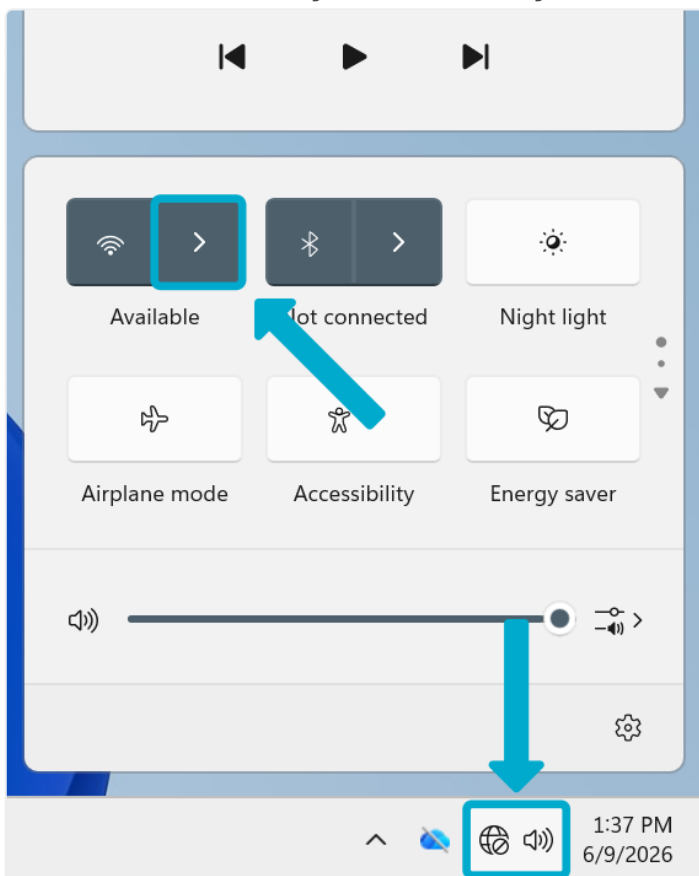 Available
Not connected
Night light
Airplane mode
Accessibility
Energy saver
1:37 PM
6/9/2026